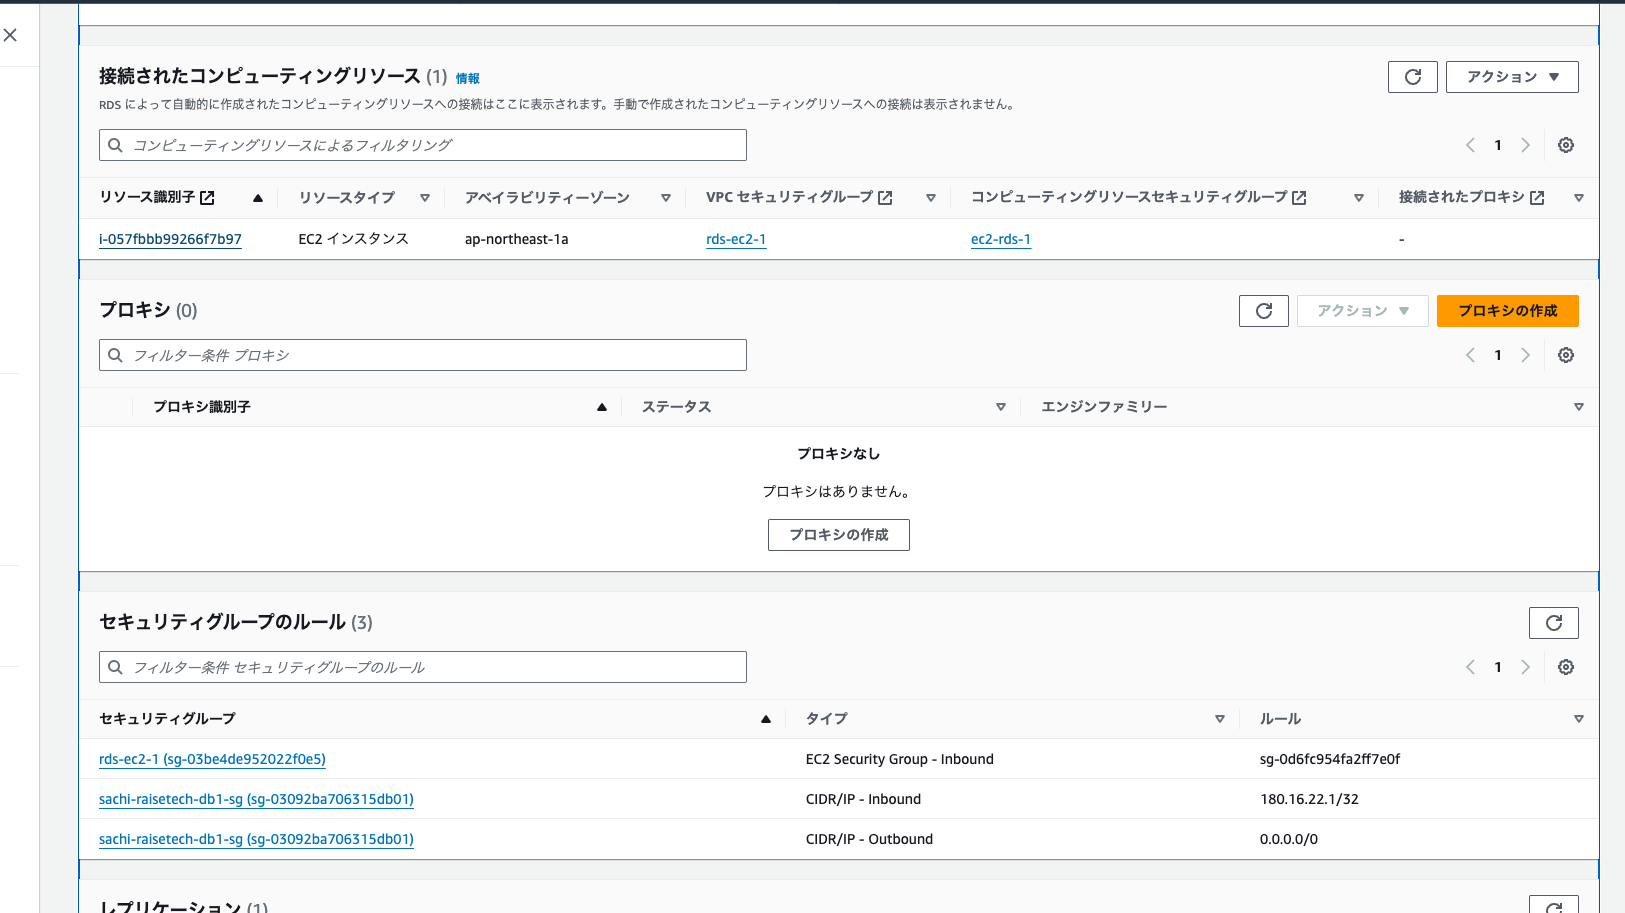 接続されたコンピューティングリソース (1) 情報
アクション
RDS によって自動的に作成されたコンピューティングリソースへの接続はここに表示されます。手動で作成されたコンピューティングリソースへの接続は表示されません。
コンピューティングリソースによるフィルタリング
1
リソース識別子 リソースタイプ アベイラビリティーゾーン VPC セキュリティグループ コンピューティングリソースセキュリティグループ 接続されたプロキシ
i-057fbbb99266f7b97 EC2 インスタンス ap-northeast-1a rds-ec2-1 ec2-rds-1 -
プロキシ (0)
アクション プロキシの作成
フィルター条件 プロキシ
1
プロキシ識別子 ステータス エンジンファミリー
プロキシなし
プロキシはありません。
プロキシの作成
セキュリティグループのルール (3)
フィルター条件 セキュリティグループのルール
1
セキュリティグループ タイプ ルール
rds-ec2-1 (sg-03be4de952022f0e5) EC2 Security Group - Inbound sg-0d6fc954fa2ff7e0f
sachi-raisetech-db1-sg (sg-03092ba706315db01) CIDR/IP - Inbound 180.16.22.1/32
sachi-raisetech-db1-sg (sg-03092ba706315db01) CIDR/IP - Outbound 0.0.0.0/0
レプリケーション (1)